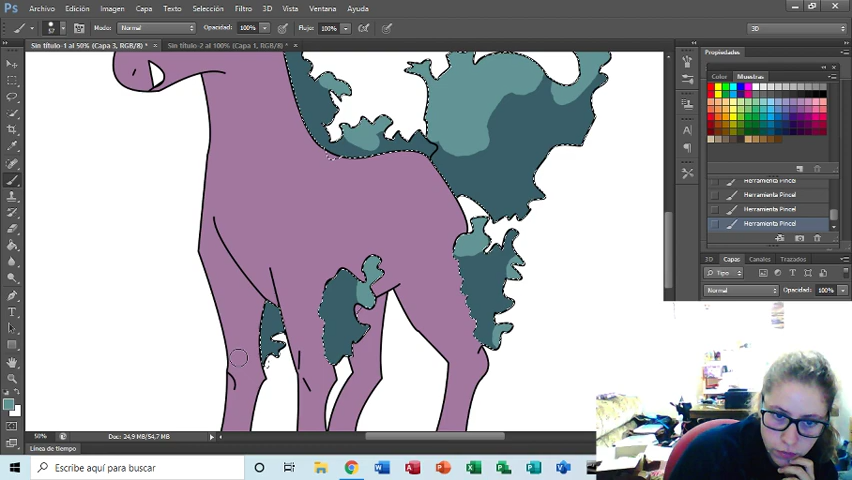 Ps Archivo Edición Imagen Capa Texto Selección Filtro 3D Vista Ventana Ayuda
57 Modo: Normal Opacidad: 100% Flujo: 100% 3D
Sin título-1 al 50% (Capa 3, RGB/8) * × Sin título-2 al 100% (Capa 1, RGB/8) * ×
Propiedades
Color Muestras
Herramienta Pincel
Herramienta Pincel
Herramienta Pincel
Herramienta Pincel
3D Capas Canales Trazados
Tipo
Normal Opacidad: 100%
50% Doc: 24,9 MB/54,7 MB
Línea de tiempo
Escribe aquí para buscar